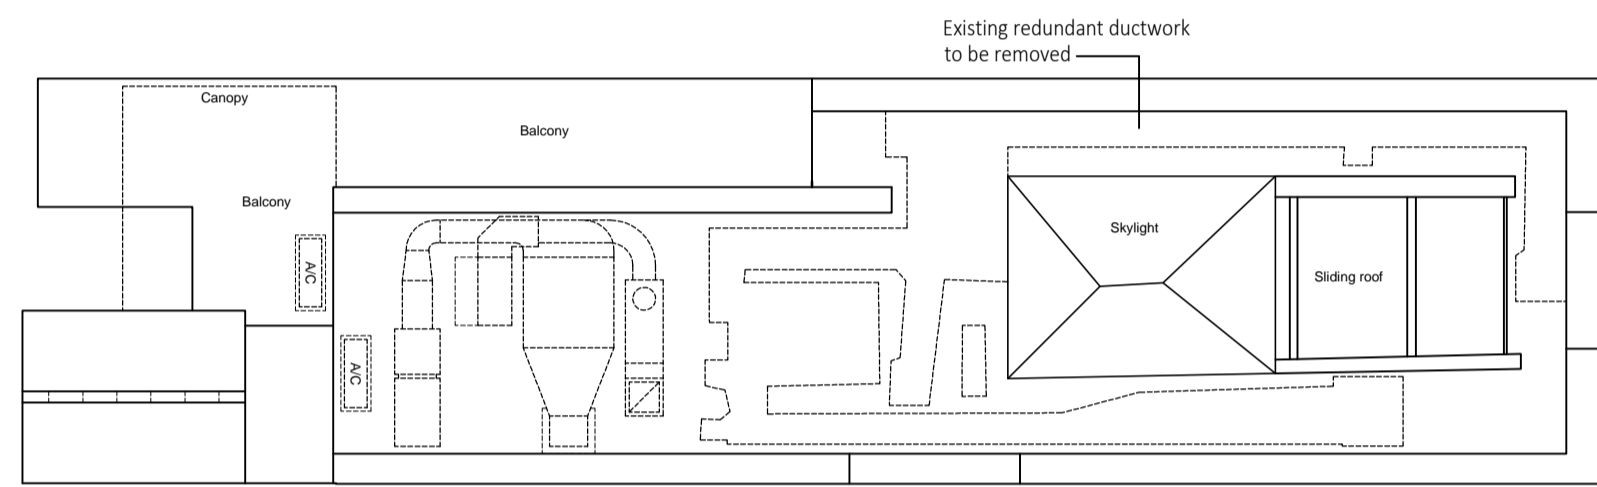 Existing redundant ductwork
to be removed
Canopy
Balcony
Balcony
Skylight
A/C
Sliding roof
A/C